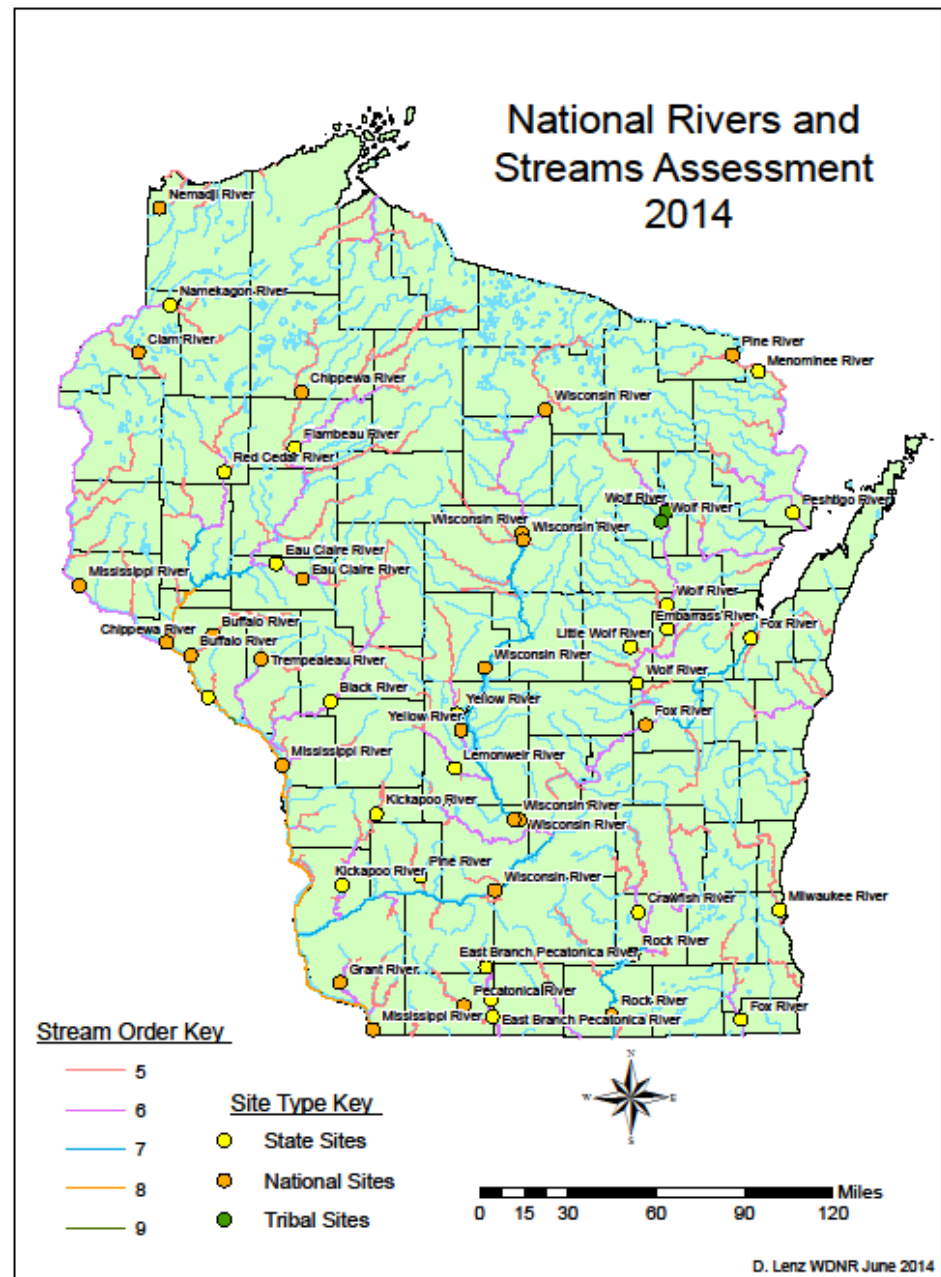 National Rivers and
Streams Assessment
2014
Nemadji River
Namekagon River
Clam River
Pine River
Menominee River
Chippewa River
Wisconsin River
Flambeau River
Red Cedar River
Wolf River
Wolf River
Peshtigo River
Wisconsin River
Wisconsin River
Eau Claire River
Eau Claire River
Mississippi River
Wolf River
Embarrass River
Buffalo River
Chippewa River
Little Wolf River
Fox River
Buffalo River
Trempealeau River
Wisconsin River
Wolf River
Black River
Yellow River
Yellow River
Fox River
Mississippi River
Lemonweir River
Kickapoo River
Wisconsin River
Wisconsin River
Pine River
Kickapoo River
Wisconsin River
Crawfish River
Milwaukee River
Rock River
East Branch Pecatonica River
Grant River
Pecatonica River
Rock River
Mississippi River
East Branch Pecatonica River
Fox River
Stream Order Key
5
6
7
8
9
Site Type Key
State Sites
National Sites
Tribal Sites
N
W
E
S
Miles
0 15 30 60 90 120
D. Lenz WDNR June 2014